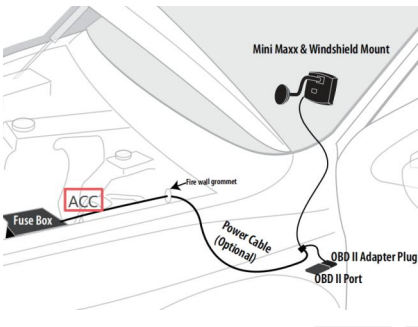 Mini Maxx & Windshield Mount
Fire wall grommet
ACC
Fuse Box
Power Cable
(Optional)
OBD II Adapter Plug
OBD II Port